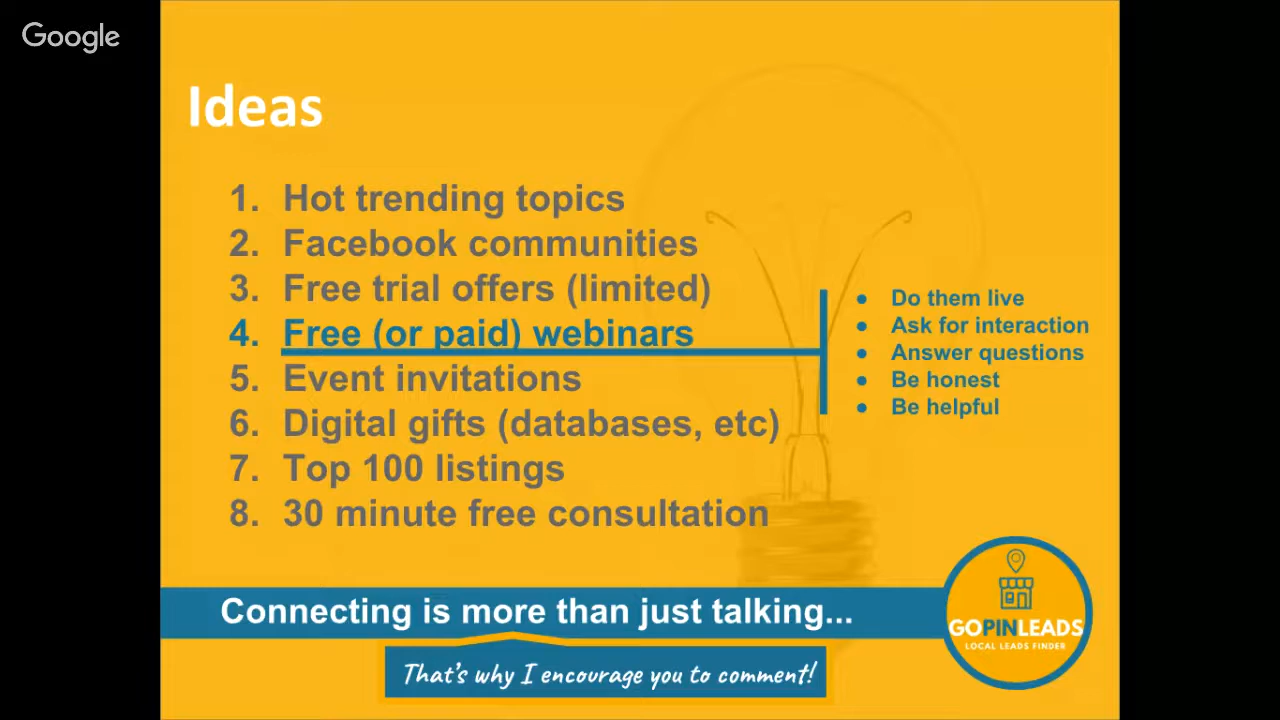 Google
Ideas
1. Hot trending topics
2. Facebook communities
3. Free trial offers (limited)
4. Free (or paid) webinars
5. Event invitations
6. Digital gifts (databases, etc)
7. Top 100 listings
8. 30 minute free consultation
● Do them live
● Ask for interaction
● Answer questions
● Be honest
● Be helpful
Connecting is more than just talking...
That's why I encourage you to comment!
GOPINLEADS
LOCAL LEADS FINDER